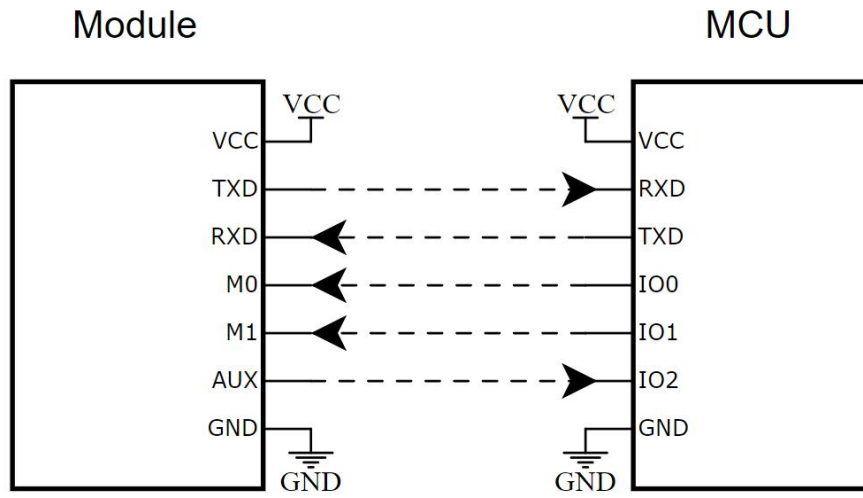 Module MCU
VCC VCC
VCC VCC
TXD RXD
RXD TXD
M0 IO0
M1 IO1
AUX IO2
GND GND
GND GND